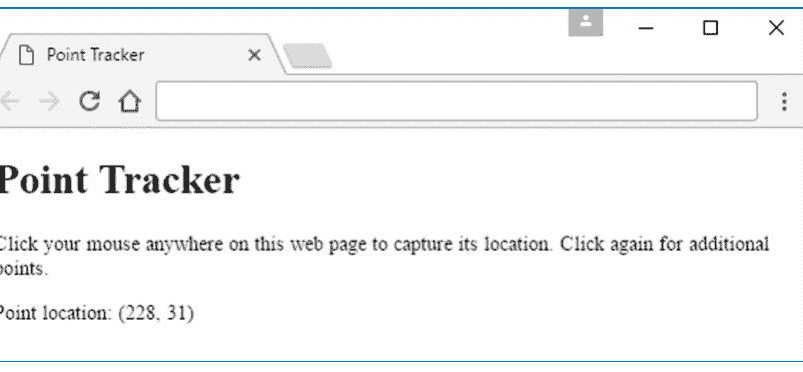 Point Tracker
Point Tracker
Click your mouse anywhere on this web page to capture its location. Click again for additional
points.
Point location: (228, 31)